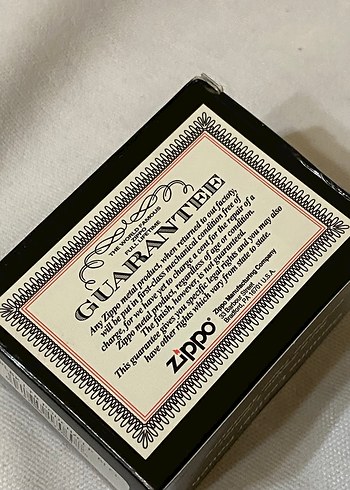 THE WORLD FAMOUS
ZIPPO
GUARANTEE
Any Zippo metal product, when returned to our factory,
will be put in first-class mechanical condition free of
charge, for we have yet to charge a cent for the repair of a
Zippo metal product, regardless of age or condition.
The finish, however, is not guaranteed.
This guarantee gives you specific legal rights and you may also
have other rights which vary from state to state.
zippo®
Zippo Manufacturing Company
Bradford, PA 16701 U.S.A.